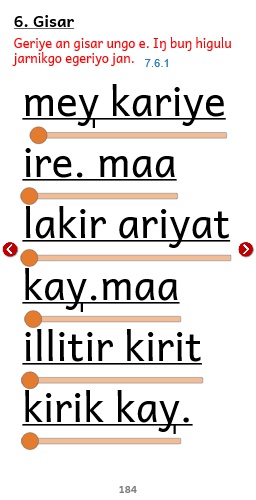 6. Gisar
Geriye an gisar ungo e. Iŋ buŋ higulu
jarnikgo egeriyo jan.
7.6.1
mey kariye
ire. maa
lakir ariyat
kay.maa
illitir kirit
kirik kay.
184